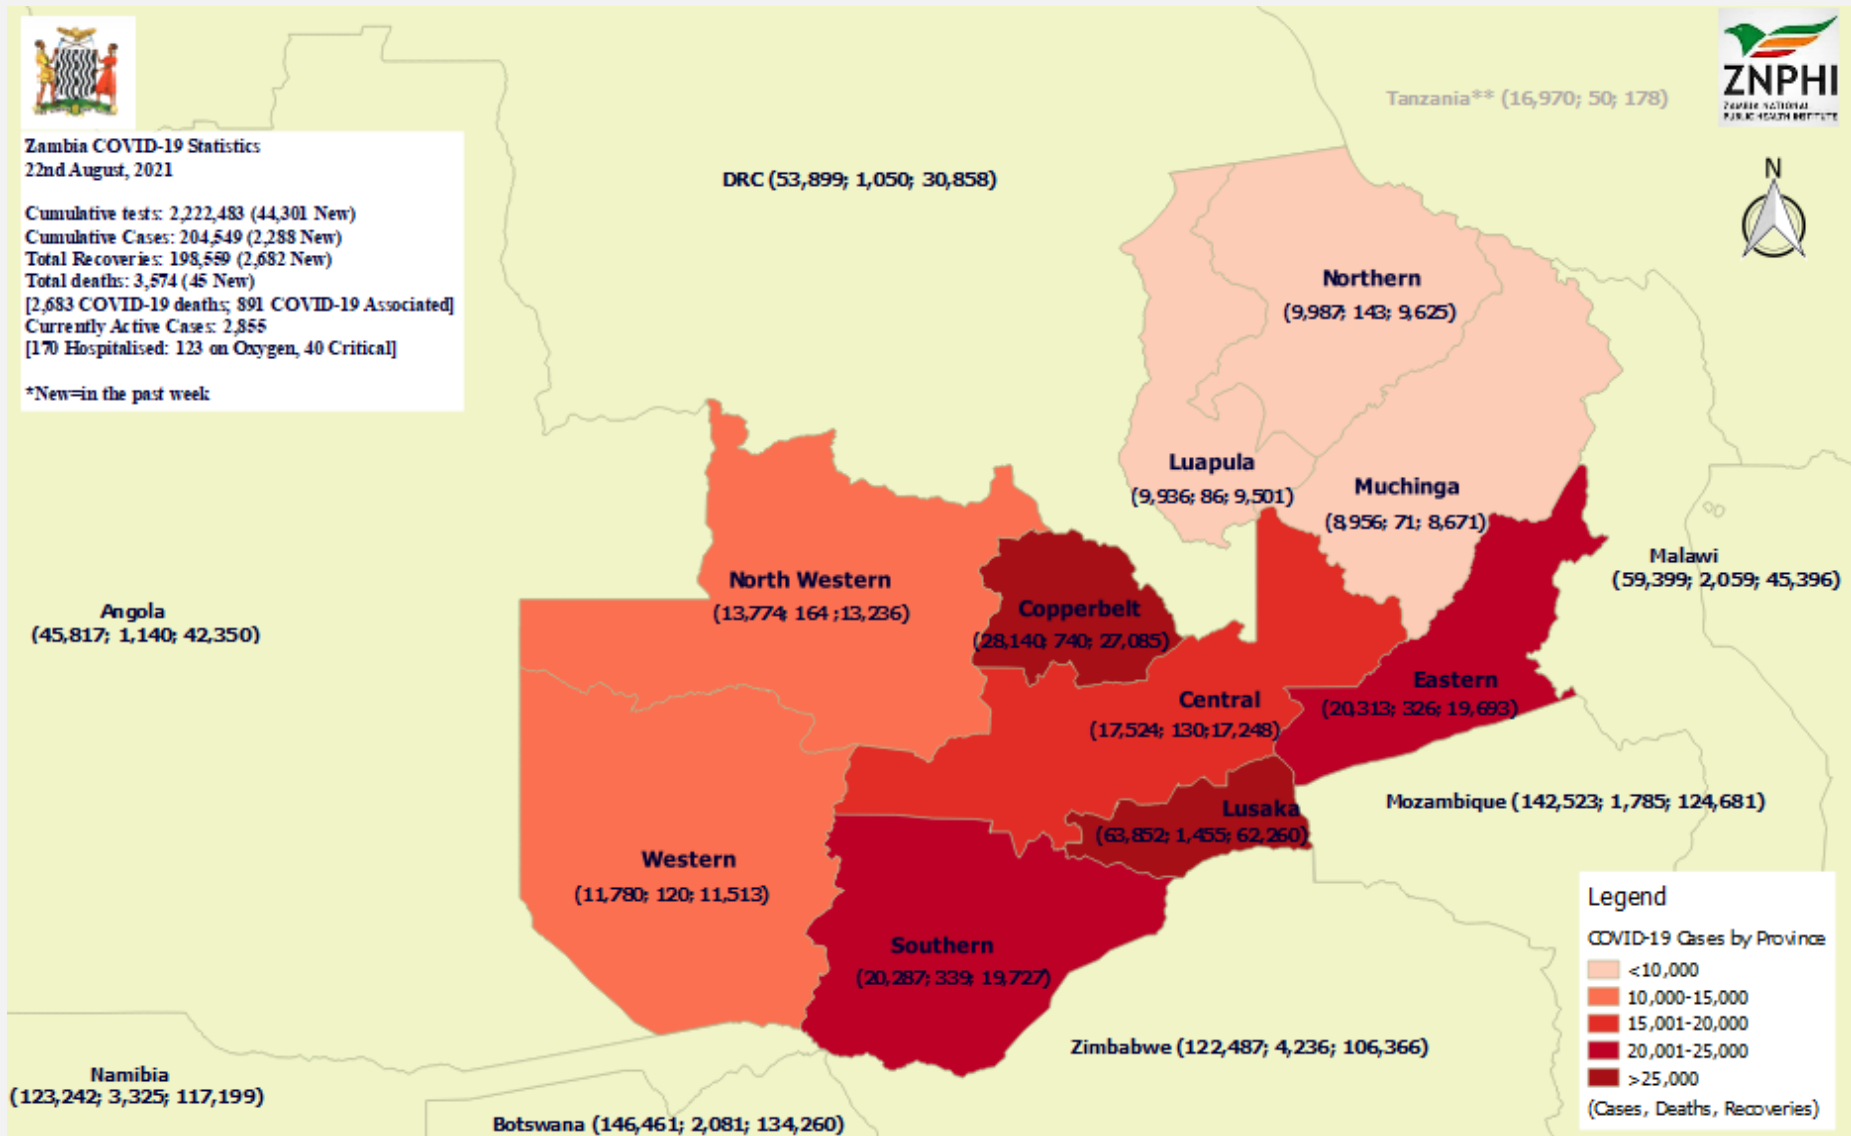 Zambia COVID-19 Statistics
22nd August, 2021
Cumulative tests: 2,222,483 (44,301 New)
Cumulative Cases: 204,549 (2,288 New)
Total Recoveries: 198,559 (2,682 New)
Total deaths: 3,574 (45 New)
[2,683 COVID-19 deaths; 891 COVID-19 Associated]
Currently Active Cases: 2,855
[170 Hospitalised: 123 on Oxygen, 40 Critical]
*New=in the past week
ZNPHI
ZAMBIA NATIONAL
PUBLIC HEALTH INSTITUTE
N
Tanzania** (16,970; 50; 178)
DRC (53,899; 1,050; 30,858)
Northern
(9,987; 143; 9,625)
Luapula
(9,936; 86; 9,501)
Muchinga
(8,956; 71; 8,671)
Malawi
(59,399; 2,059; 45,396)
North Western
(13,774; 164 ;13,236)
Copperbelt
(28,140; 740; 27,085)
Angola
(45,817; 1,140; 42,350)
Central
(17,524; 130;17,248)
Eastern
(20,313; 326; 19,693)
Mozambique (142,523; 1,785; 124,681)
Lusaka
(63,852; 1,455; 62,260)
Western
(11,780; 120; 11,513)
Southern
(20,287; 339; 19,727)
Zimbabwe (122,487; 4,236; 106,366)
Namibia
(123,242; 3,325; 117,199)
Botswana (146,461; 2,081; 134,260)
Legend
COVID-19 Cases by Province
<10,000
10,000-15,000
15,001-20,000
20,001-25,000
>25,000
(Cases, Deaths, Recoveries)